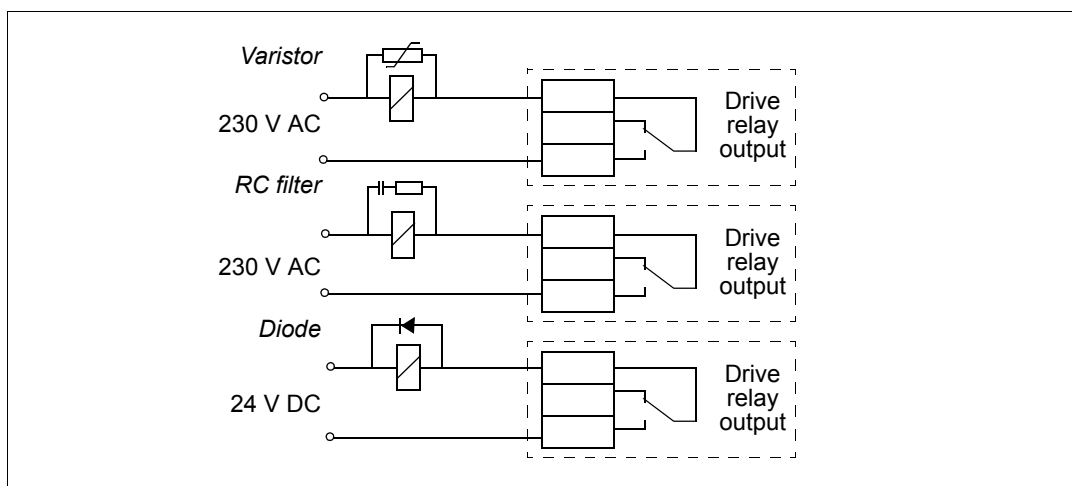 Varistor
230 V AC
Drive
relay
output
RC filter
230 V AC
Drive
relay
output
Diode
24 V DC
Drive
relay
output